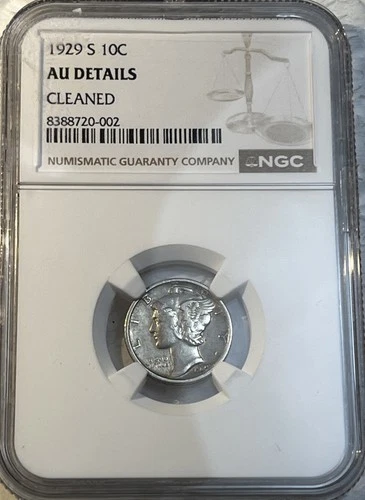 1929 S 10C
AU DETAILS
CLEANED
8388720-002
NUMISMATIC GUARANTY COMPANY NGC
LIBERTY